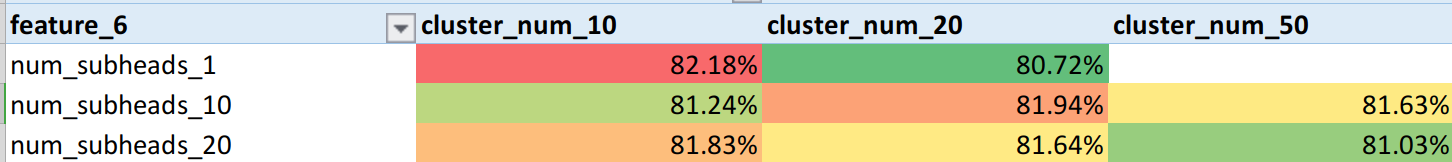 feature_6 cluster_num_10 cluster_num_20 cluster_num_50
num_subheads_1 82.18% 80.72%
num_subheads_10 81.24% 81.94% 81.63%
num_subheads_20 81.83% 81.64% 81.03%